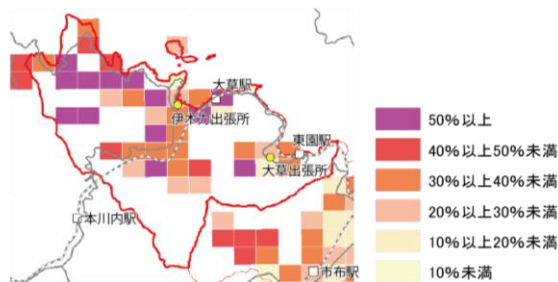 大草駅
伊木力出張所
東園駅
大草出張所
本川内駅
市布駅
50%以上
40%以上50%未満
30%以上40%未満
20%以上30%未満
10%以上20%未満
10%未満